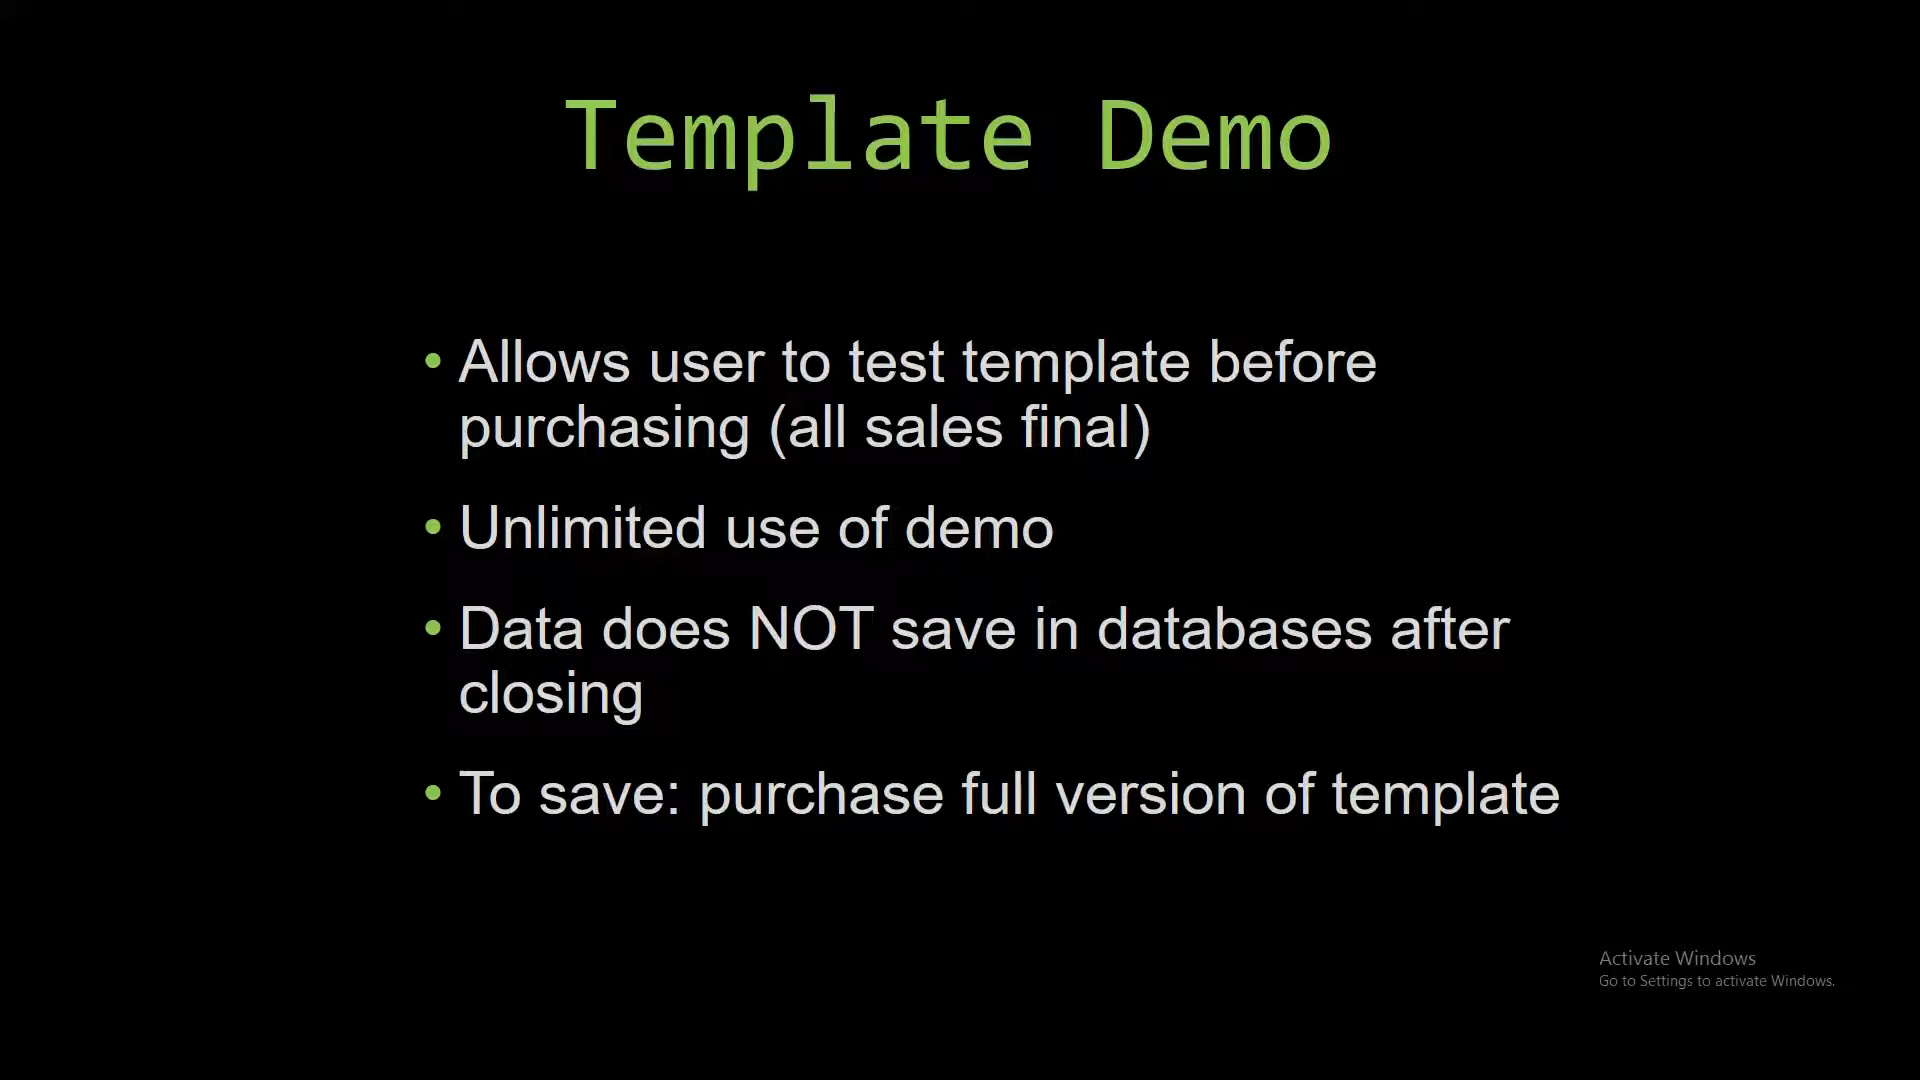 Template Demo
• Allows user to test template before
purchasing (all sales final)
• Unlimited use of demo
• Data does NOT save in databases after
closing
• To save: purchase full version of template
Activate Windows
Go to Settings to activate Windows.